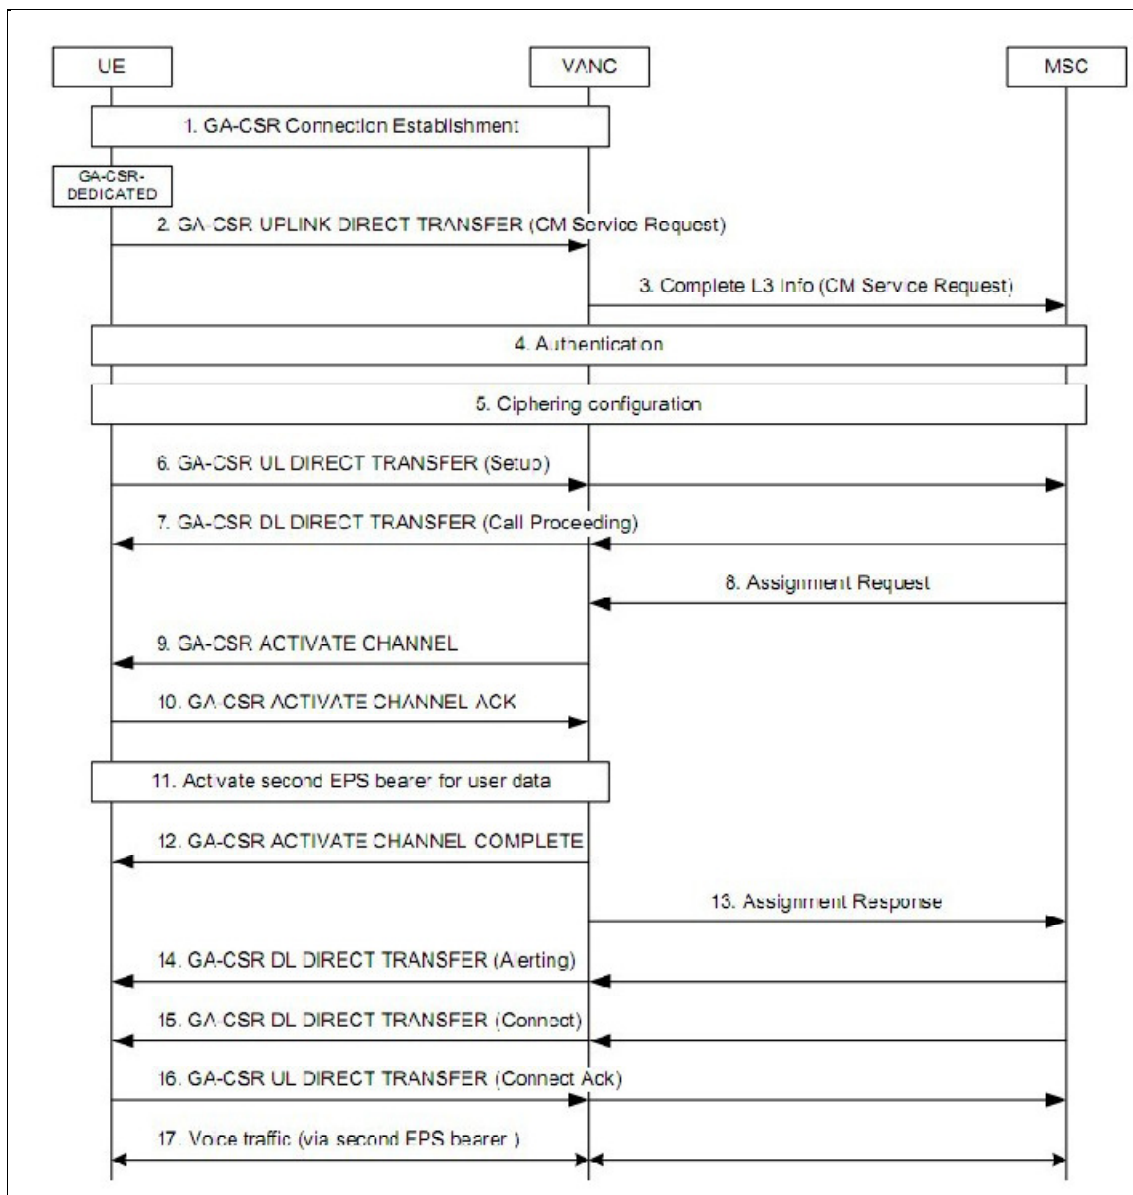 UE VANC MSC
1. GA-CSR Connection Establishment
GA-CSR-
DEDICATED
2. GA-CSR UPLINK DIRECT TRANSFER (CM Service Request)
3. Complete L3 Info (CM Service Request)
4. Authentication
5. Ciphering configuration
6. GA-CSR UL DIRECT TRANSFER (Setup)
7. GA-CSR DL DIRECT TRANSFER (Call Proceeding)
8. Assignment Request
9. GA-CSR ACTIVATE CHANNEL
10. GA-CSR ACTIVATE CHANNEL ACK
11. Activate second EPS bearer for user data
12. GA-CSR ACTIVATE CHANNEL COMPLETE
13. Assignment Response
14. GA-CSR DL DIRECT TRANSFER (Alerting)
15. GA-CSR DL DIRECT TRANSFER (Connect)
16. GA-CSR UL DIRECT TRANSFER (Connect Ack)
17. Voice traffic (via second EPS bearer )